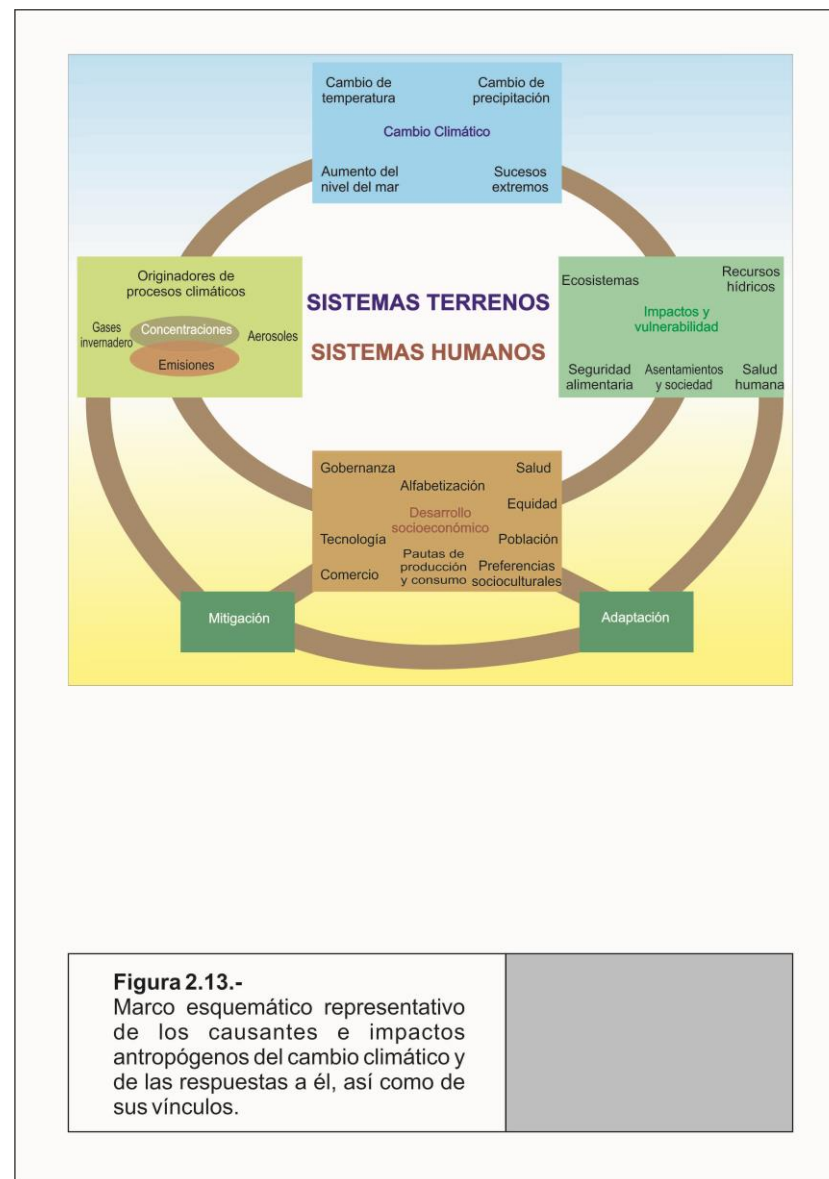 Cambio de
temperatura
Cambio de
precipitación
Cambio Climático
Aumento del
nivel del mar
Sucesos
extremos
Originadores de
procesos climáticos
Gases
invernadero
Concentraciones
Aerosoles
Emisiones
SISTEMAS TERRENOS
SISTEMAS HUMANOS
Ecosistemas
Recursos
hídricos
Impactos y
vulnerabilidad
Seguridad
alimentaria
Asentamientos
y sociedad
Salud
humana
Gobernanza
Salud
Alfabetización
Equidad
Desarrollo
socioeconómico
Tecnología
Población
Pautas de
producción
y consumo
Comercio
Preferencias
socioculturales
Mitigación
Adaptación
Figura 2.13.-
Marco esquemático representativo
de los causantes e impactos
antropógenos del cambio climático y
de las respuestas a él, así como de
sus vínculos.